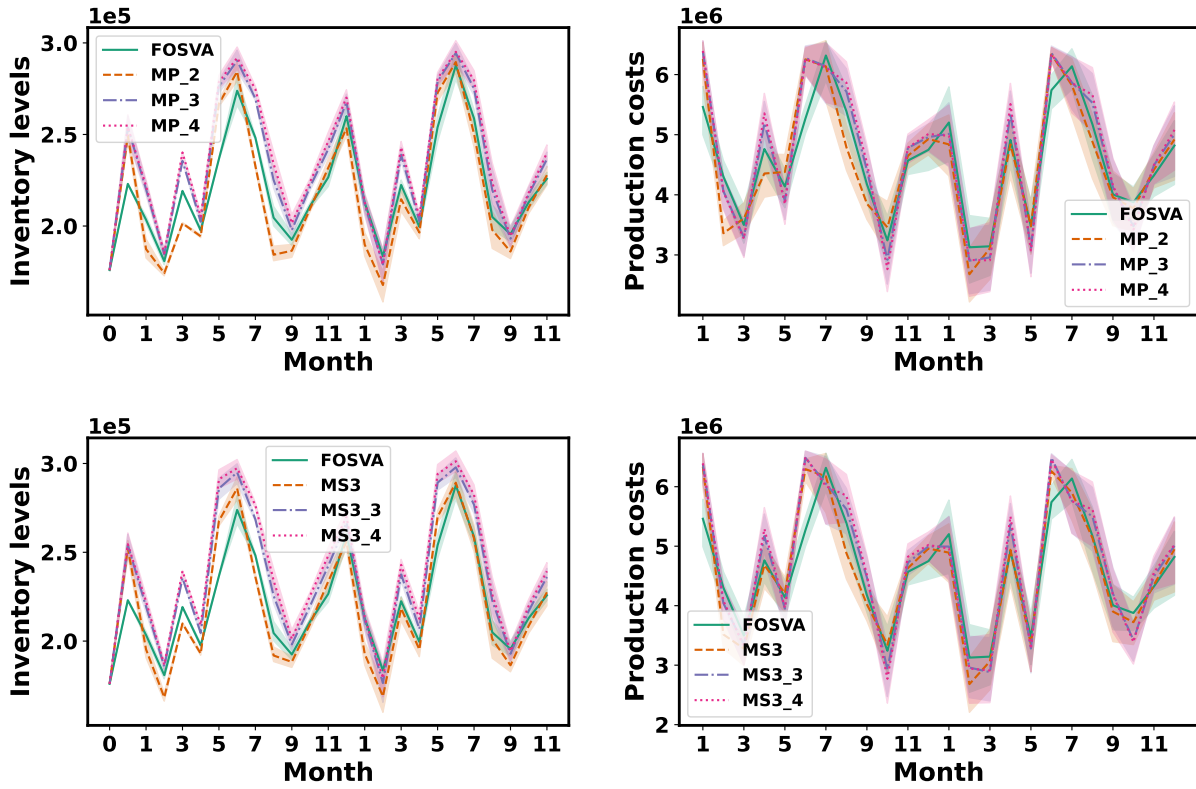 1e5
Inventory levels
3.0
2.5
2.0
FOSVA
MP_2
MP_3
MP_4
0 1 3 5 7 9 11 1 3 5 7 9 11
Month
1e6
Production costs
6
5
4
3
FOSVA
MP_2
MP_3
MP_4
1 3 5 7 9 11 1 3 5 7 9 11
Month
1e5
Inventory levels
3.0
2.5
2.0
FOSVA
MS3
MS3_3
MS3_4
0 1 3 5 7 9 11 1 3 5 7 9 11
Month
1e6
Production costs
6
5
4
3
2
FOSVA
MS3
MS3_3
MS3_4
1 3 5 7 9 11 1 3 5 7 9 11
Month